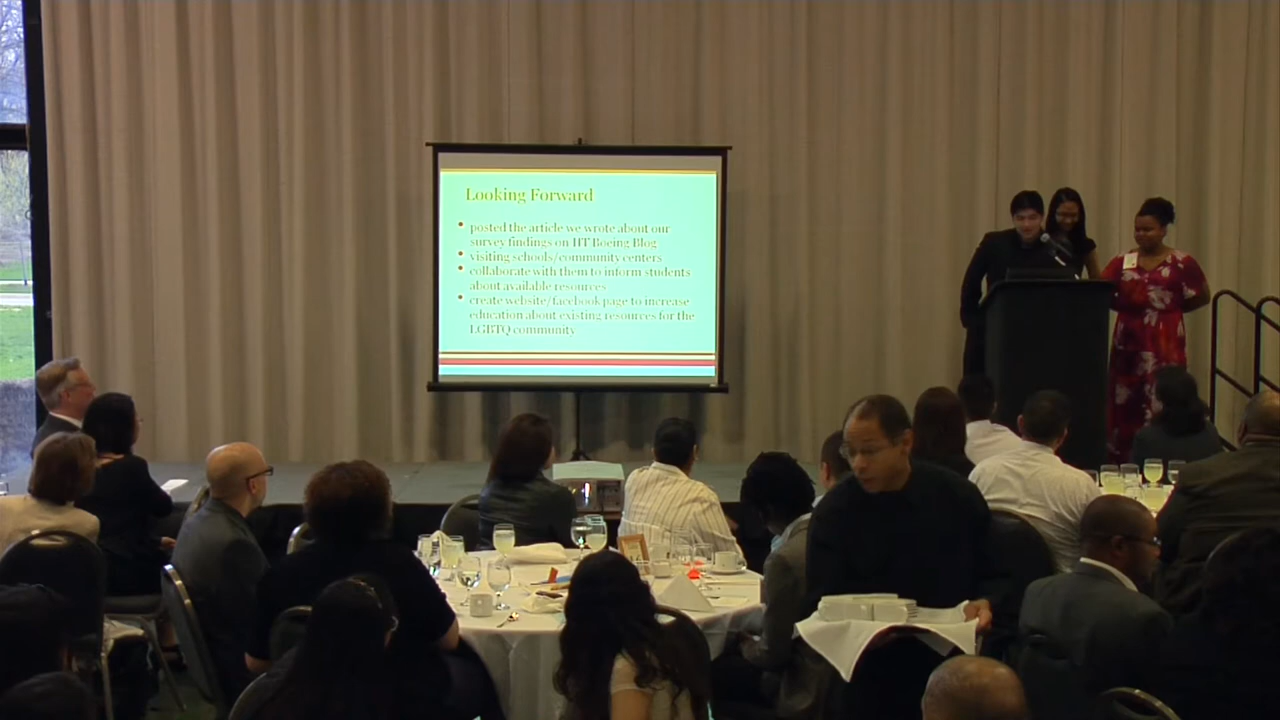 Looking Forward
posted the article we wrote about our
survey findings on IIT Boeing Blog
visiting schools/community centers
collaborate with them to inform students
about available resources
create website/facebook page to increase
education about existing resources for the
LGBTQ community